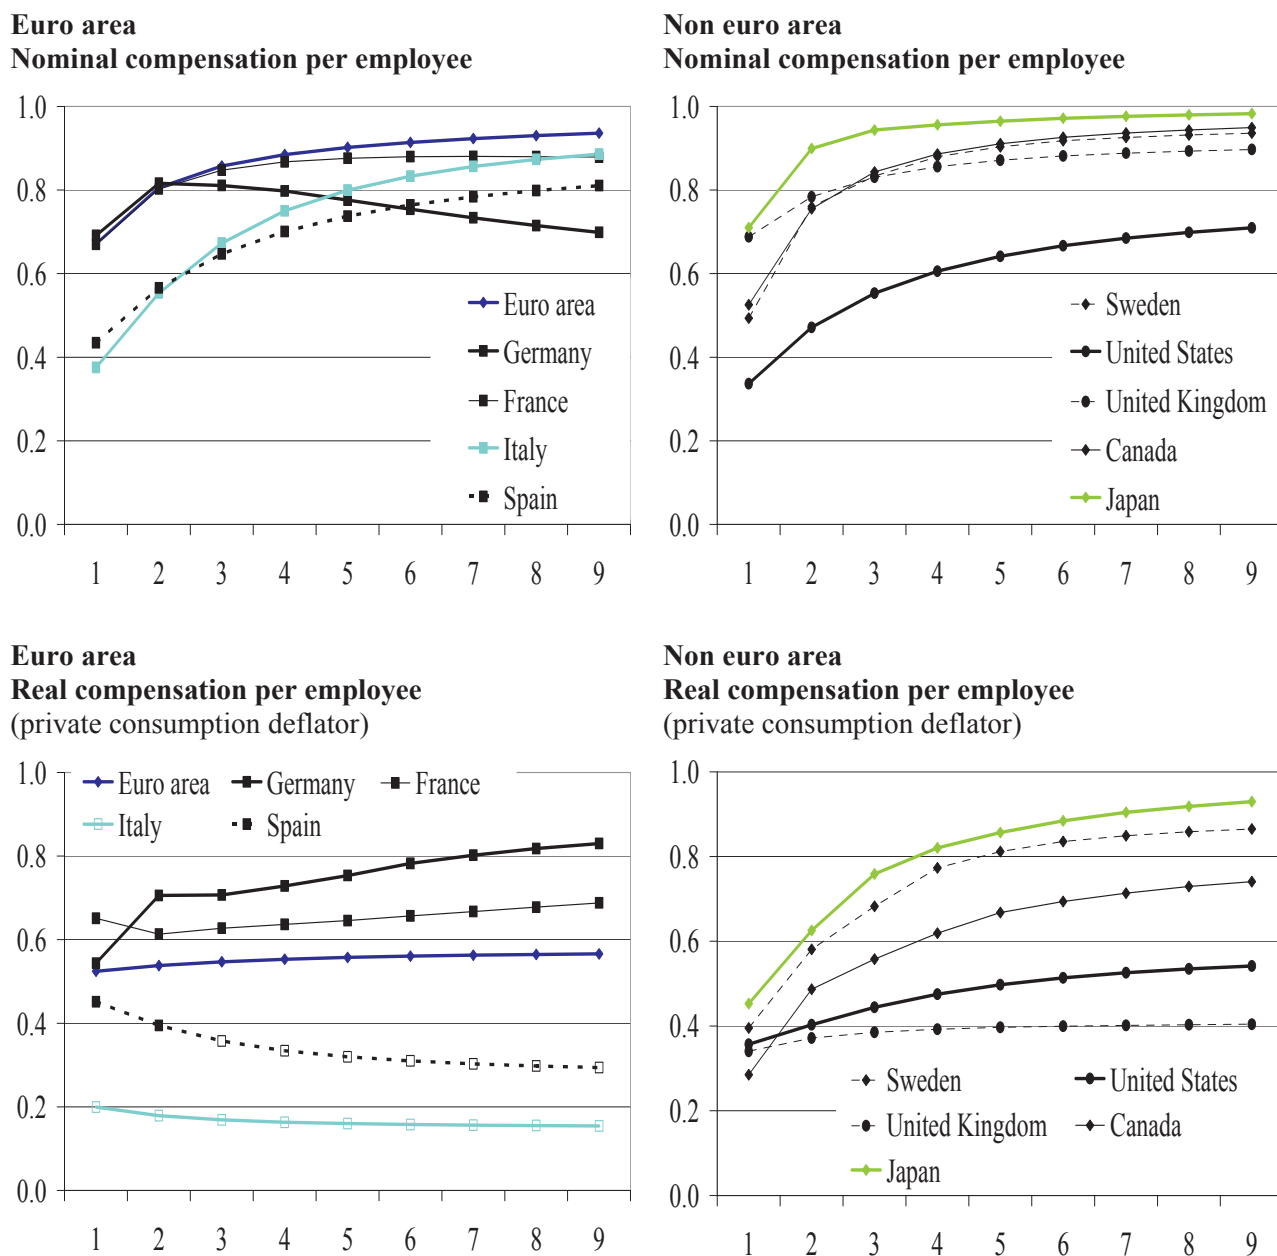 Euro area
Nominal compensation per employee
1.0
0.8
0.6
0.4
0.2
0.0
Euro area
Germany
France
Italy
Spain
1 2 3 4 5 6 7 8 9
Non euro area
Nominal compensation per employee
1.0
0.8
0.6
0.4
0.2
0.0
Sweden
United States
United Kingdom
Canada
Japan
1 2 3 4 5 6 7 8 9
Euro area
Real compensation per employee
(private consumption deflator)
Euro area Germany France
Italy Spain
1.0
0.8
0.6
0.4
0.2
0.0
1 2 3 4 5 6 7 8 9
Non euro area
Real compensation per employee
(private consumption deflator)
1.0
0.8
0.6
0.4
0.2
0.0
Sweden United States
United Kingdom Canada
Japan
1 2 3 4 5 6 7 8 9